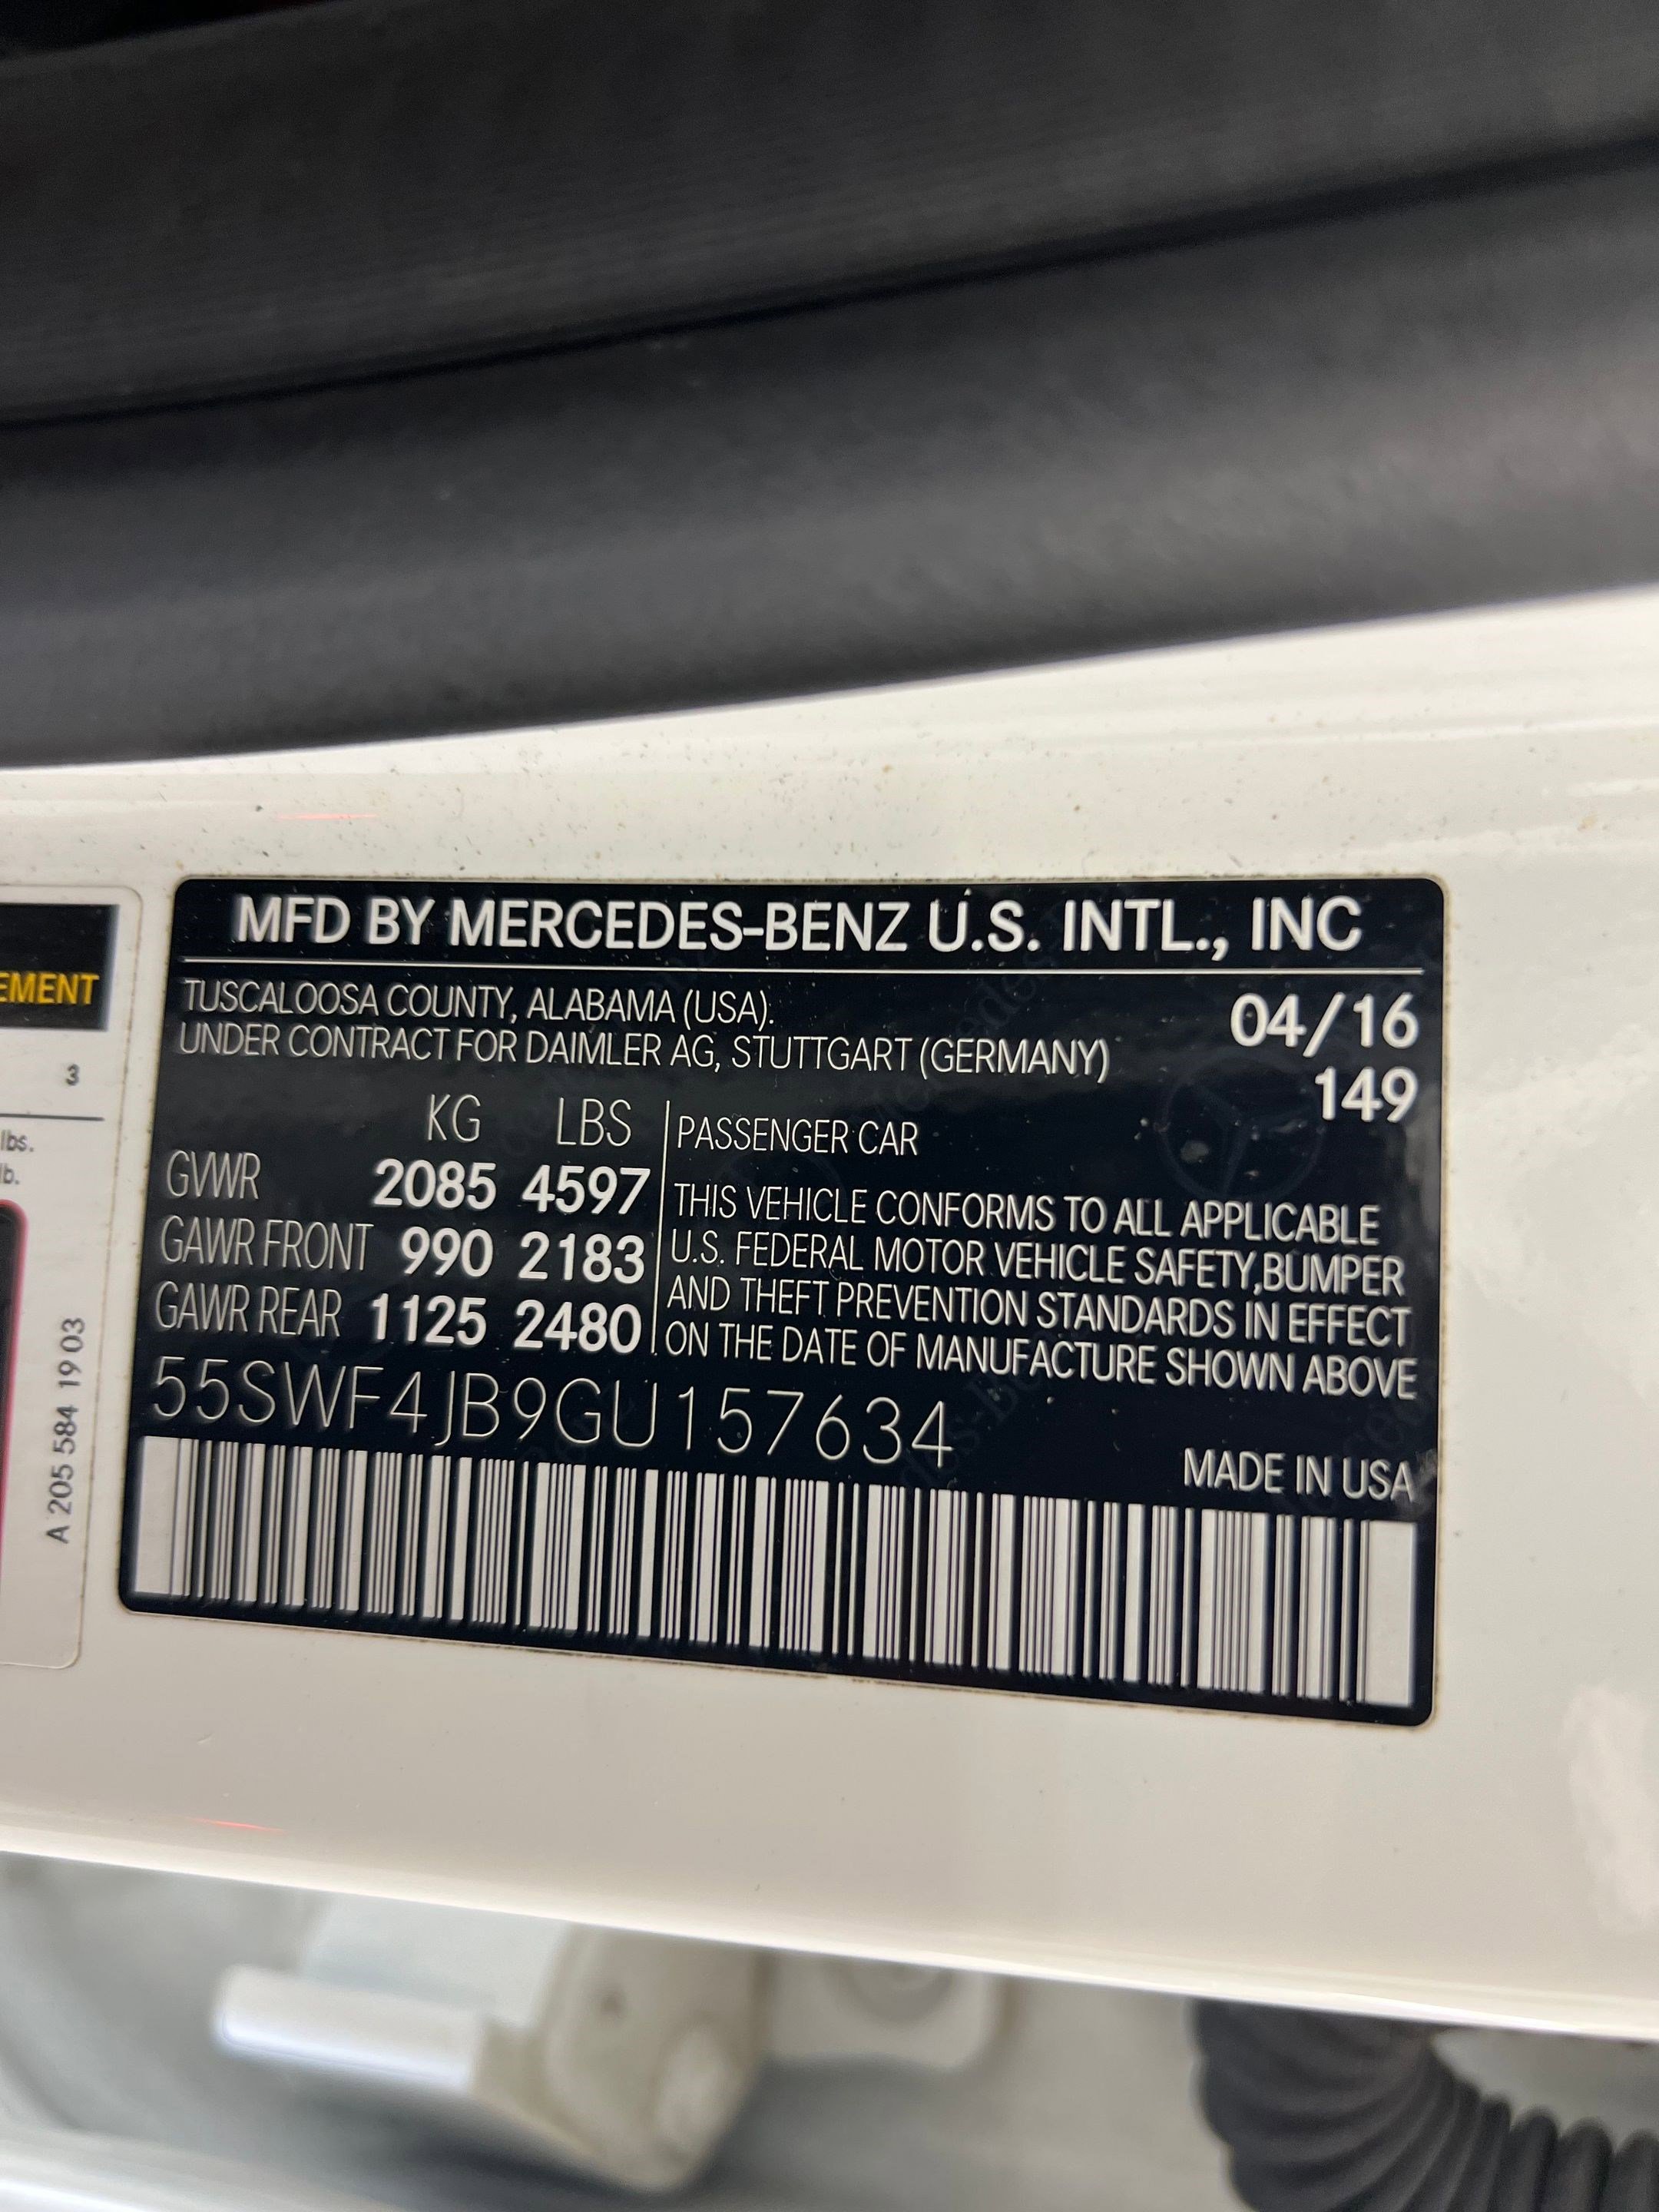 MFD BY MERCEDES-BENZ U.S. INTL., INC
TUSCALOOSA COUNTY, ALABAMA (USA).
UNDER CONTRACT FOR DAIMLER AG, STUTTGART (GERMANY)
04/16
149
KG LBS
GVWR 2085 4597
GAWR FRONT 990 2183
GAWR REAR 1125 2480
PASSENGER CAR
THIS VEHICLE CONFORMS TO ALL APPLICABLE
U.S. FEDERAL MOTOR VEHICLE SAFETY,BUMPER
AND THEFT PREVENTION STANDARDS IN EFFECT
ON THE DATE OF MANUFACTURE SHOWN ABOVE
55SWF4JB9GU157634
MADE IN USA
EMENT
3
lbs.
lb.
A 205 584 19 03